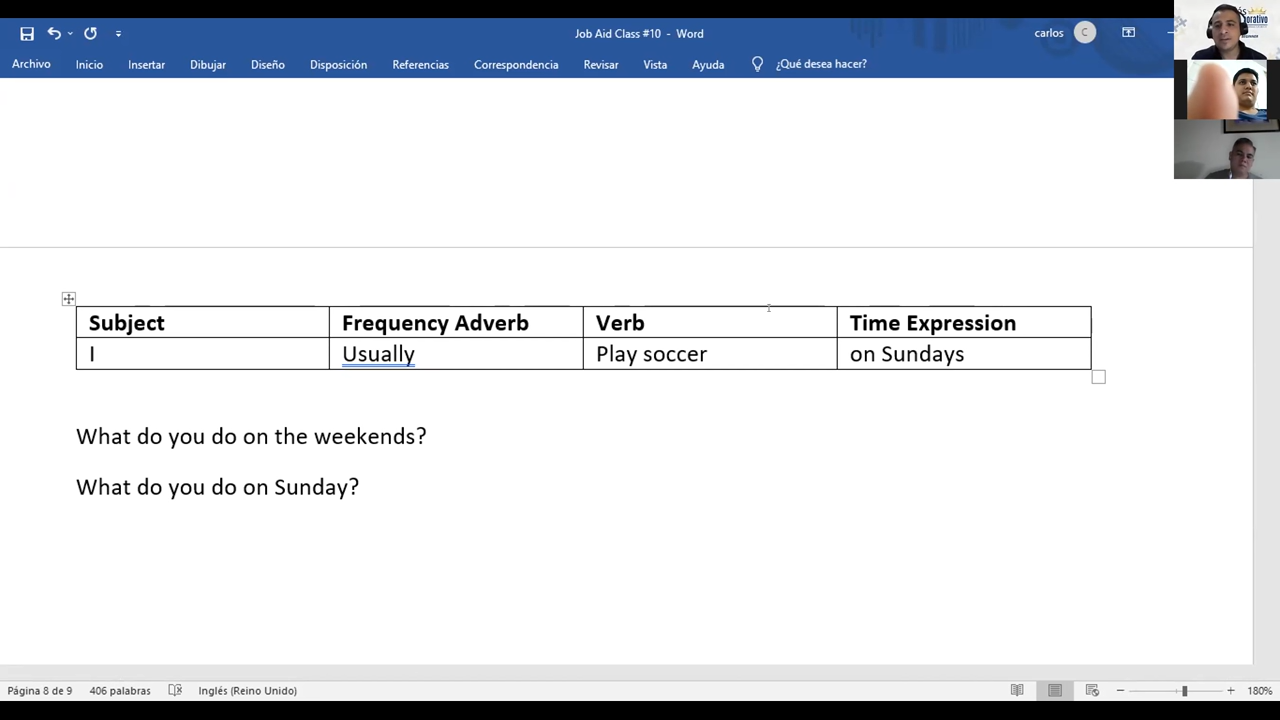 Job Aid Class #10 - Word
carlos
C
Archivo Inicio Insertar Dibujar Diseño Disposición Referencias Correspondencia Revisar Vista Ayuda ¿Qué desea hacer?
Subject Frequency Adverb Verb Time Expression
I Usually Play soccer on Sundays
What do you do on the weekends?
What do you do on Sunday?
Página 8 de 9 406 palabras Inglés (Reino Unido) 180%